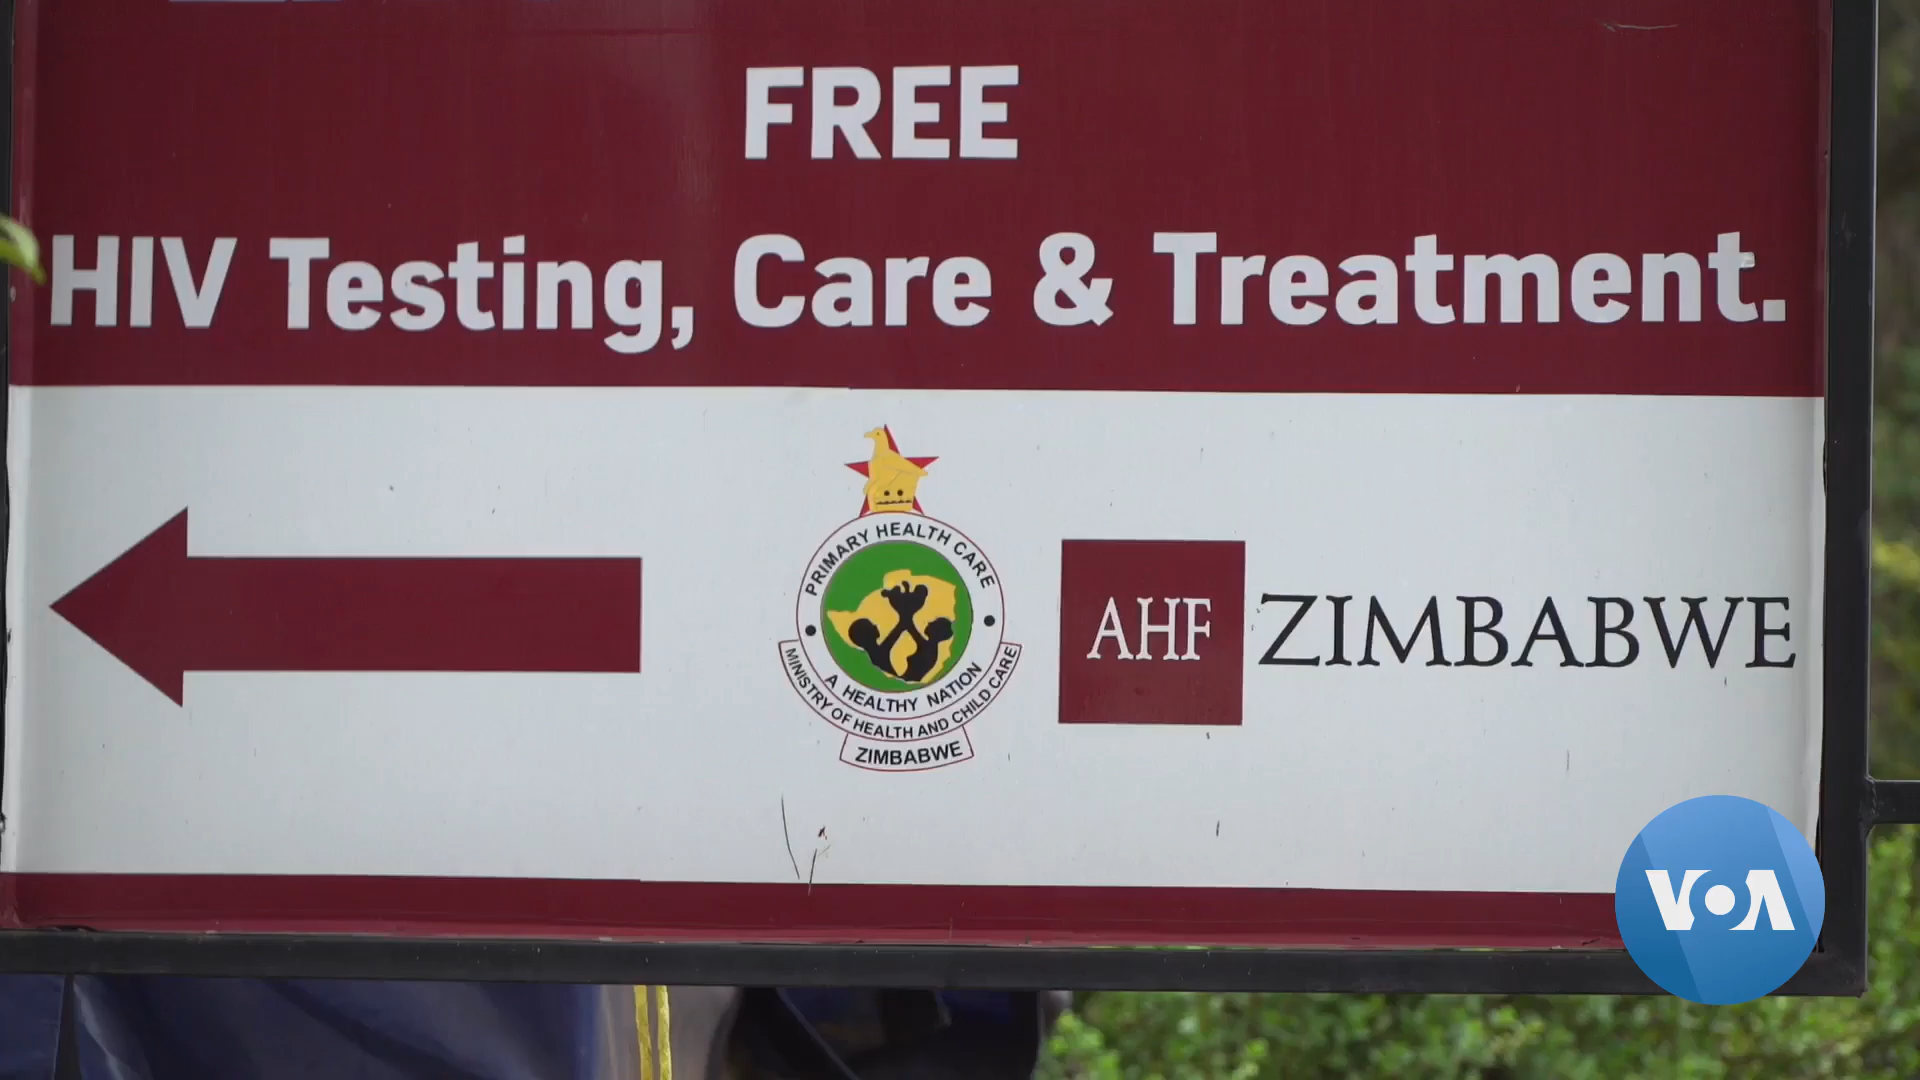 FREE
HIV Testing, Care & Treatment.
PRIMARY HEALTH CARE
A HEALTHY NATION
MINISTRY OF HEALTH AND CHILD CARE
ZIMBABWE
AHF ZIMBABWE
VOA